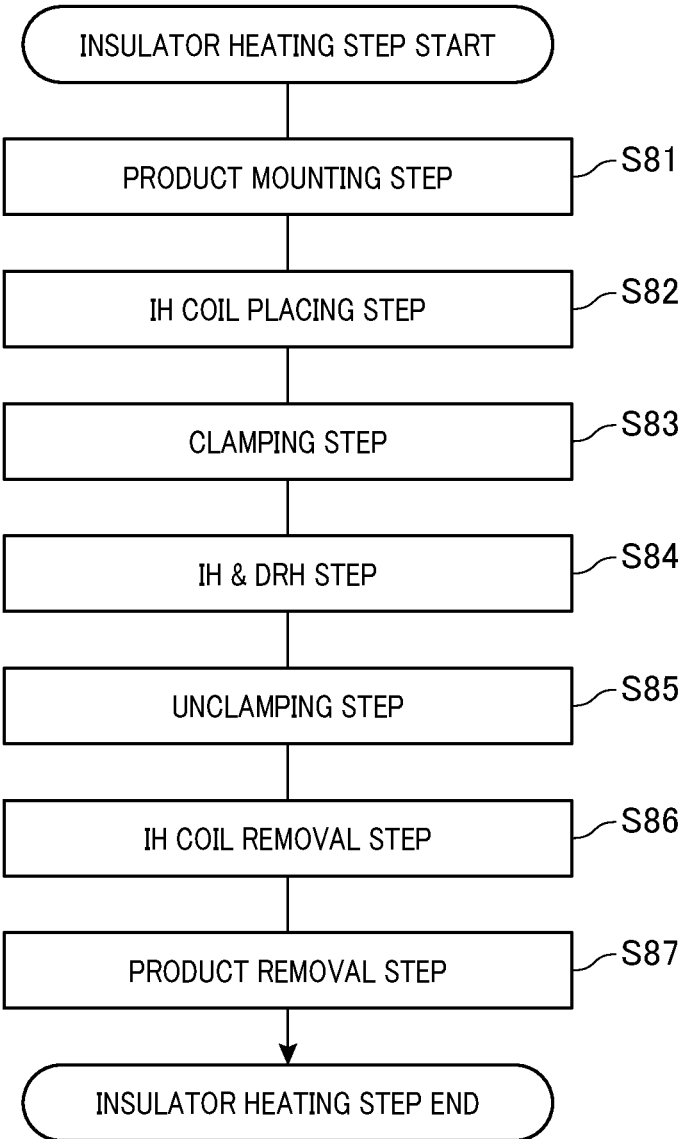 INSULATOR HEATING STEP START
PRODUCT MOUNTING STEP
S81
IH COIL PLACING STEP
S82
CLAMPING STEP
S83
IH & DRH STEP
S84
UNCLAMPING STEP
S85
IH COIL REMOVAL STEP
S86
PRODUCT REMOVAL STEP
S87
INSULATOR HEATING STEP END